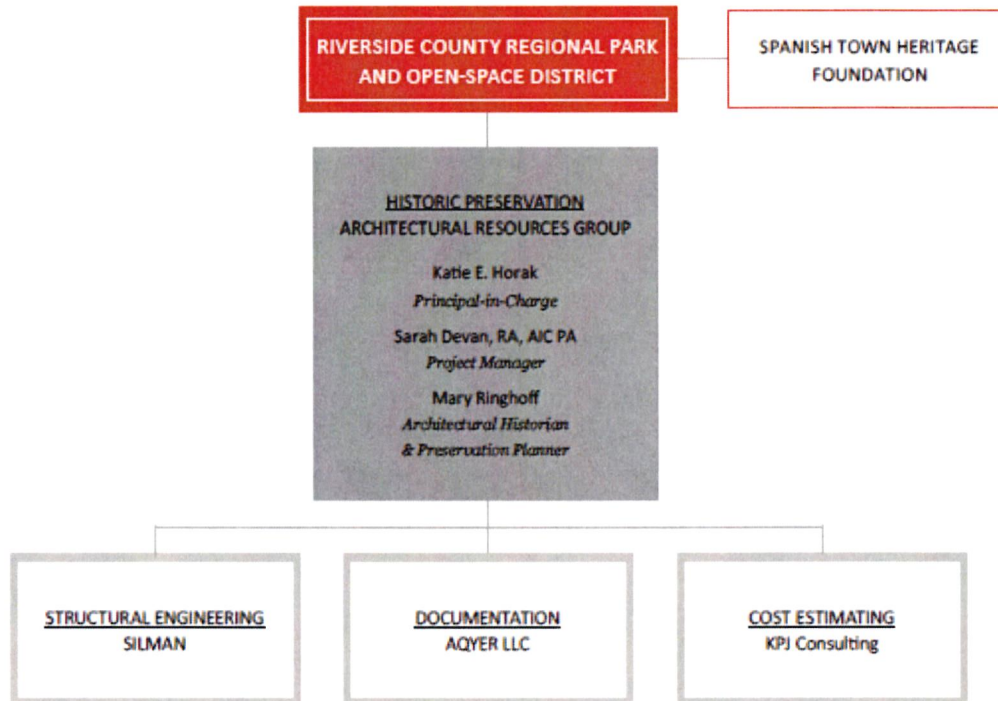 RIVERSIDE COUNTY REGIONAL PARK
AND OPEN-SPACE DISTRICT
SPANISH TOWN HERITAGE
FOUNDATION
HISTORIC PRESERVATION
ARCHITECTURAL RESOURCES GROUP
Katie E. Horak
Principal-in-Charge
Sarah Devan, RA, AIC PA
Project Manager
Mary Ringhoff
Architectural Historian
& Preservation Planner
STRUCTURAL ENGINEERING
SILMAN
DOCUMENTATION
AQYER LLC
COST ESTIMATING
KPJ Consulting